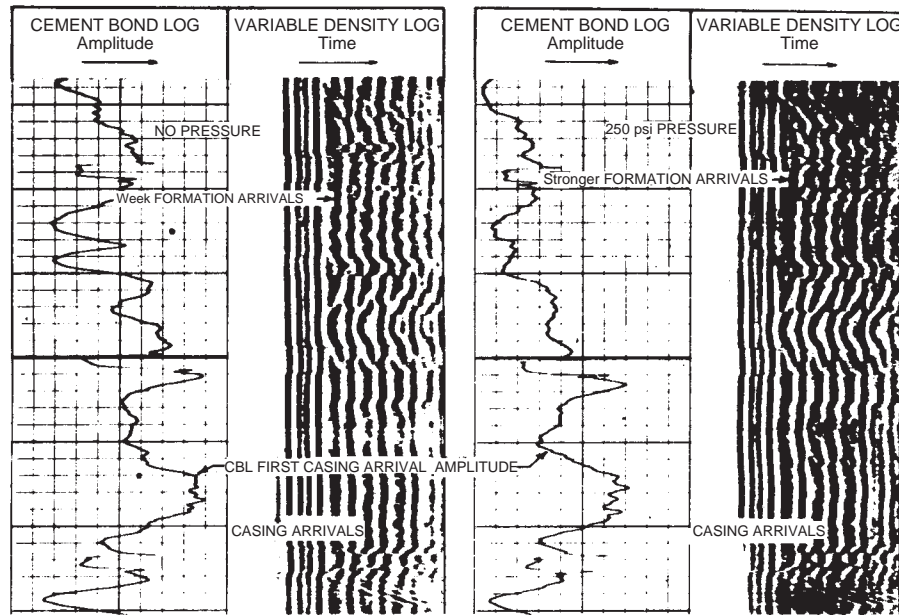 CEMENT BOND LOG
Amplitude
VARIABLE DENSITY LOG
Time
CEMENT BOND LOG
Amplitude
VARIABLE DENSITY LOG
Time
NO PRESSURE
250 psi PRESSURE
Week FORMATION ARRIVALS
Stronger FORMATION ARRIVALS
CBL FIRST CASING ARRIVAL AMPLITUDE
CASING ARRIVALS
CASING ARRIVALS